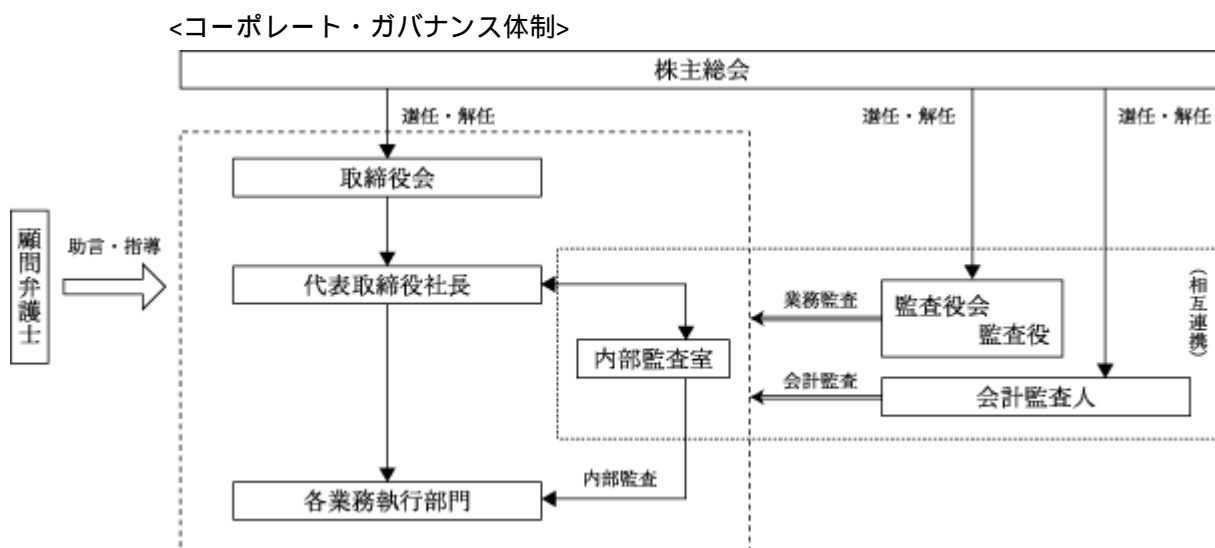 <コーポレート・ガバナンス体制>
株主総会
選任・解任
選任・解任
選任・解任
取締役会
顧問弁護士
助言・指導
代表取締役社長
業務監査
監査役会
監査役
（相互連携）
内部監査室
会計監査
会計監査人
内部監査
各業務執行部門